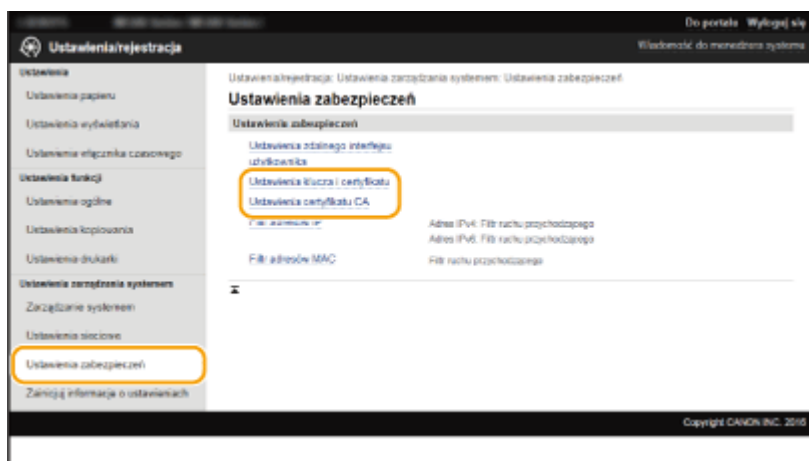 Do portalu Wyloguj się
Ustawienia/rejestracja
Wiadomość do menedżera systemu
Ustawienia
Ustawienia papieru
Ustawienia wyświetlania
Ustawienia włącznika czasowego
Ustawienia funkcji
Ustawienia ogólne
Ustawienia kopiowania
Ustawienia drukarki
Ustawienia zarządzania systemem
Zarządzanie systemem
Ustawienia sieciowe
Ustawienia zabezpieczeń
Zainicjuj informacje o ustawieniach
Ustawienia/rejestracja: Ustawienia zarządzania systemem: Ustawienia zabezpieczeń
Ustawienia zabezpieczeń
Ustawienia zabezpieczeń
Ustawienia zdalnego interfejsu
użytkownika
Ustawienia klucza i certyfikatu
Ustawienia certyfikatu CA
Filtr adresów IP
Adres IPv4: Filtr ruchu przychodzącego
Adres IPv6: Filtr ruchu przychodzącego
Filtr adresów MAC
Filtr ruchu przychodzącego
Copyright CANON INC. 2016